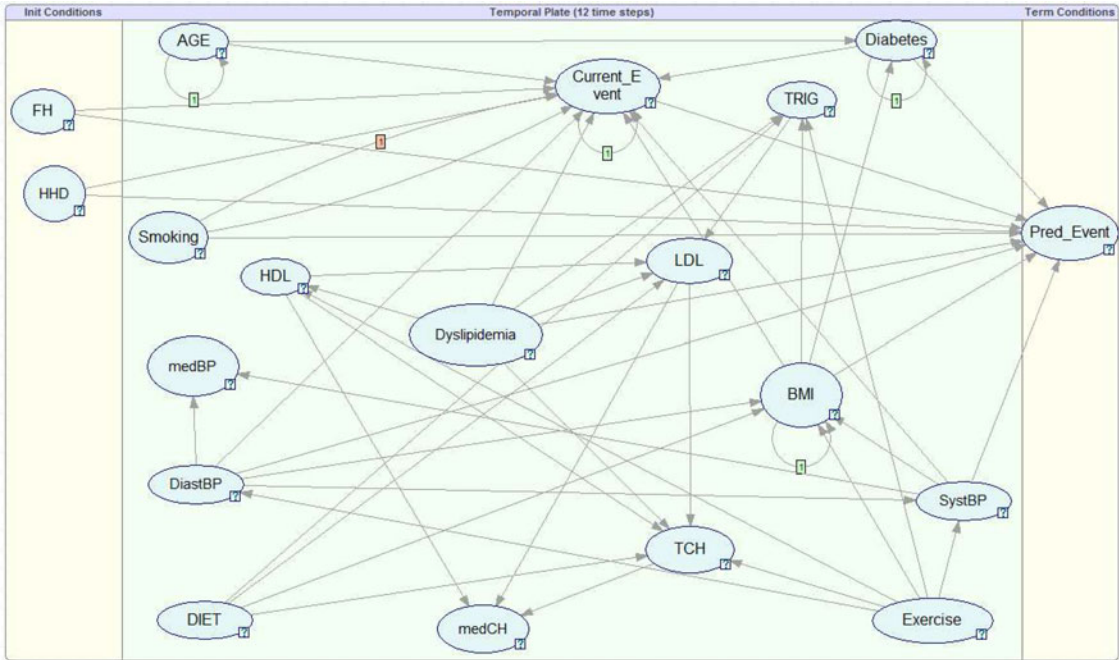 Init Conditions
Temporal Plate (12 time steps)
Term Conditions
AGE
?
Diabetes
?
1
Current_E
vent
?
TRIG
?
1
FH
?
1
1
HHD
?
Smoking
?
Pred_Event
?
LDL
?
HDL
?
Dyslipidemia
?
medBP
?
BMI
?
1
DiastBP
?
SystBP
?
TCH
?
DIET
?
medCH
?
Exercise
?